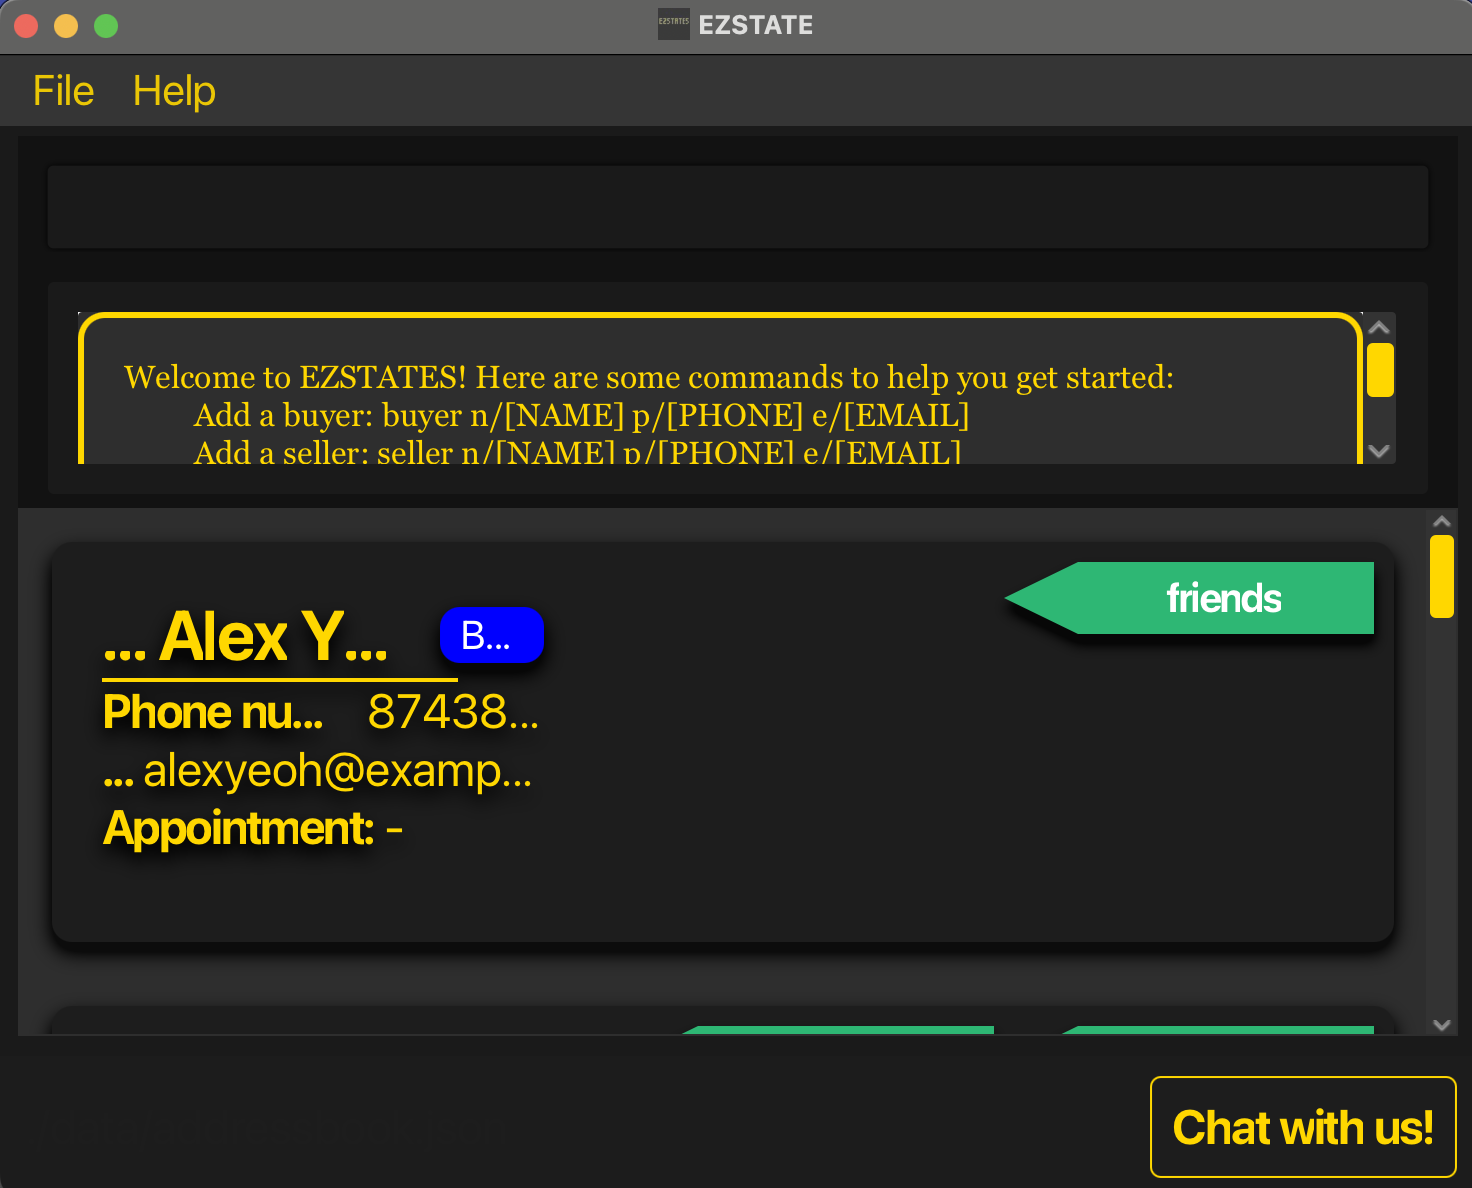 EZSTATES EZSTATE
File Help
Welcome to EZSTATES! Here are some commands to help you get started:
Add a buyer: buyer n/[NAME] p/[PHONE] e/[EMAIL]
Add a seller: seller n/[NAME] p/[PHONE] e/[EMAIL]
friends
... Alex Y... B...
Phone nu... 87438...
... alexyeoh@examp...
Appointment: -
Chat with us!